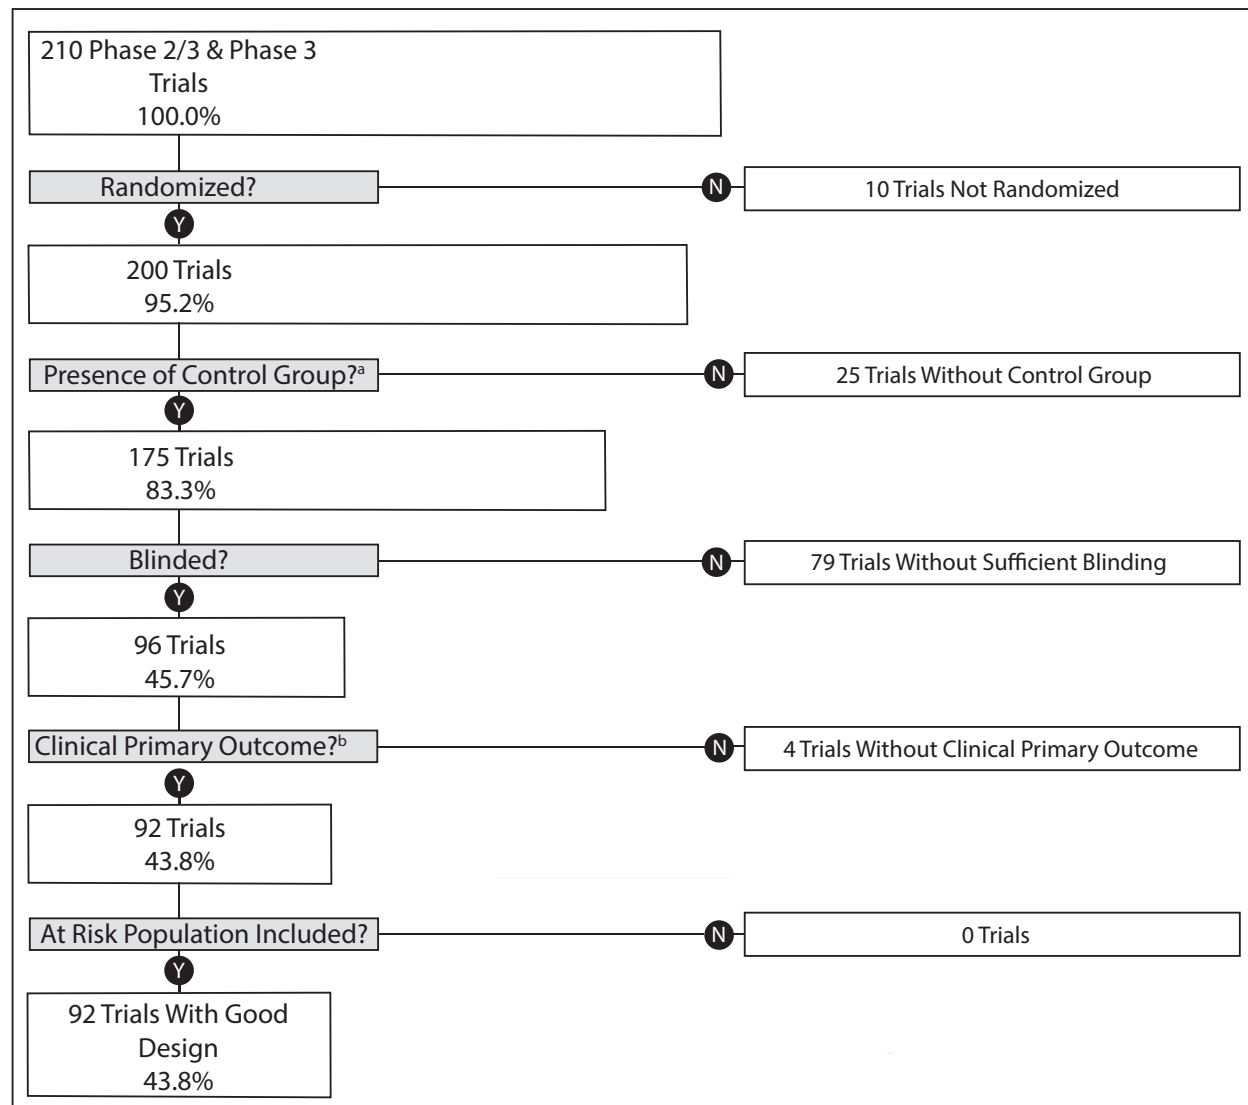 210 Phase 2/3 & Phase 3
Trials
100.0%
Randomized?
N
10 Trials Not Randomized
Y
200 Trials
95.2%
Presence of Control Group?ᵃ
N
25 Trials Without Control Group
Y
175 Trials
83.3%
Blinded?
N
79 Trials Without Sufficient Blinding
Y
96 Trials
45.7%
Clinical Primary Outcome?ᵇ
N
4 Trials Without Clinical Primary Outcome
Y
92 Trials
43.8%
At Risk Population Included?
N
0 Trials
Y
92 Trials With Good
Design
43.8%